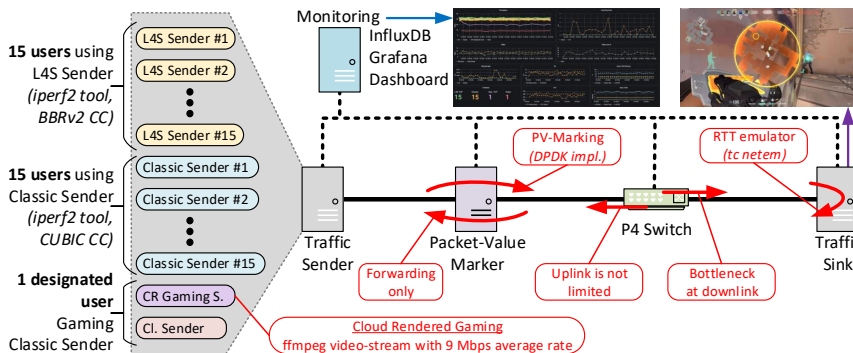 Monitoring
InfluxDB
Grafana
Dashboard
15 users using
L4S Sender
(iperf2 tool,
BBRv2 CC)
L4S Sender #1
L4S Sender #2
L4S Sender #15
15 users using
Classic Sender
(iperf2 tool,
CUBIC CC)
Classic Sender #1
Classic Sender #2
Classic Sender #15
1 designated
user
Gaming
Classic Sender
CR Gaming S.
Cl. Sender
PV-Marking
(DPDK impl.)
RTT emulator
(tc netem)
Traffic
Sender
Packet-Value
Marker
P4 Switch
Traffic
Sink
Forwarding
only
Uplink is not
limited
Bottleneck
at downlink
Cloud Rendered Gaming
ffmpeg video-stream with 9 Mbps average rate